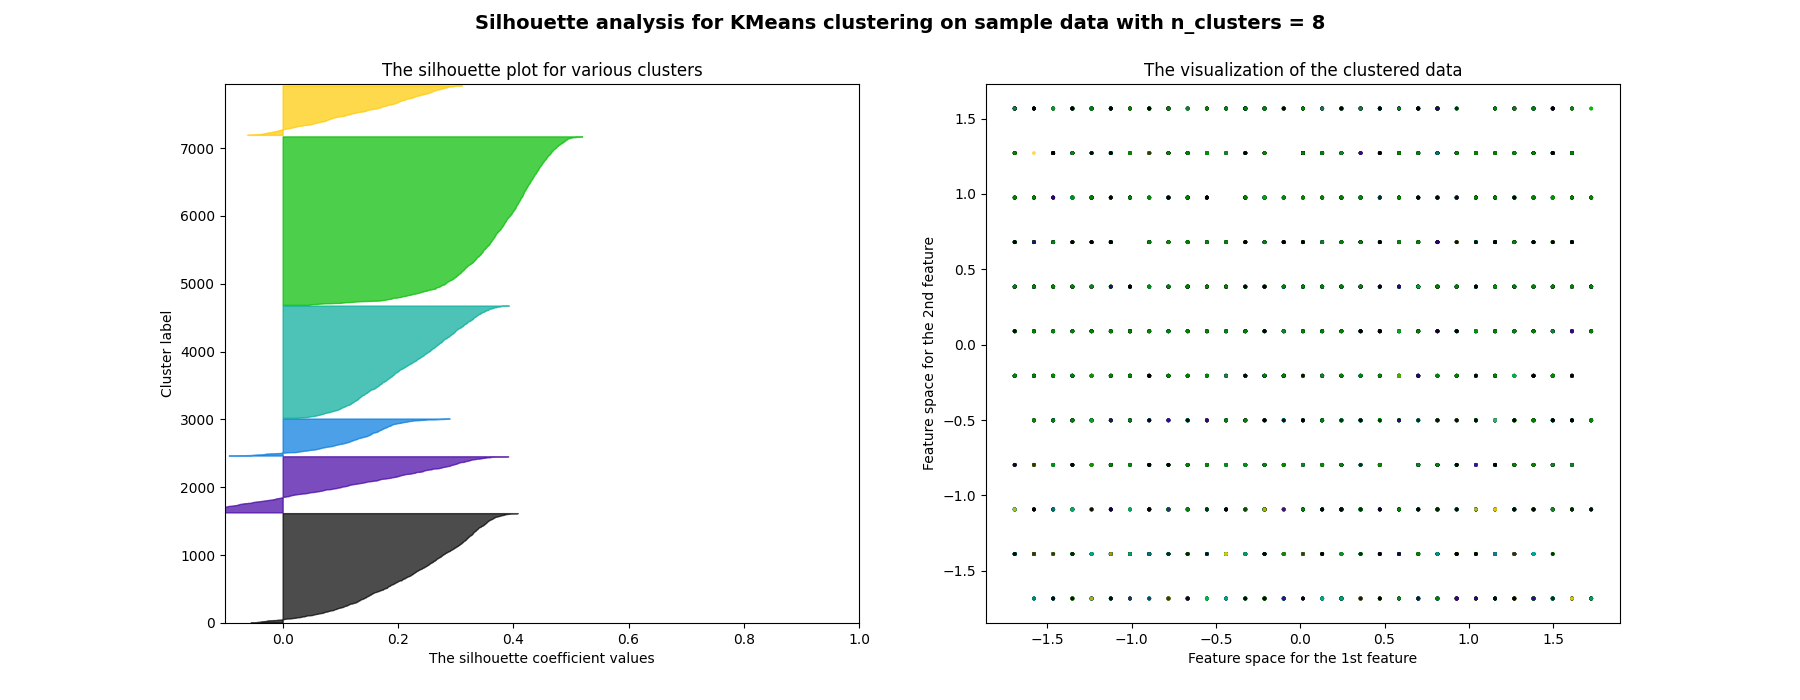 Silhouette analysis for KMeans clustering on sample data with n_clusters = 8
The silhouette plot for various clusters
Cluster label
7000
6000
5000
4000
3000
2000
1000
0
0.0 0.2 0.4 0.6 0.8 1.0
The silhouette coefficient values
The visualization of the clustered data
Feature space for the 2nd feature
1.5
1.0
0.5
0.0
−0.5
−1.0
−1.5
−1.5 −1.0 −0.5 0.0 0.5 1.0 1.5
Feature space for the 1st feature